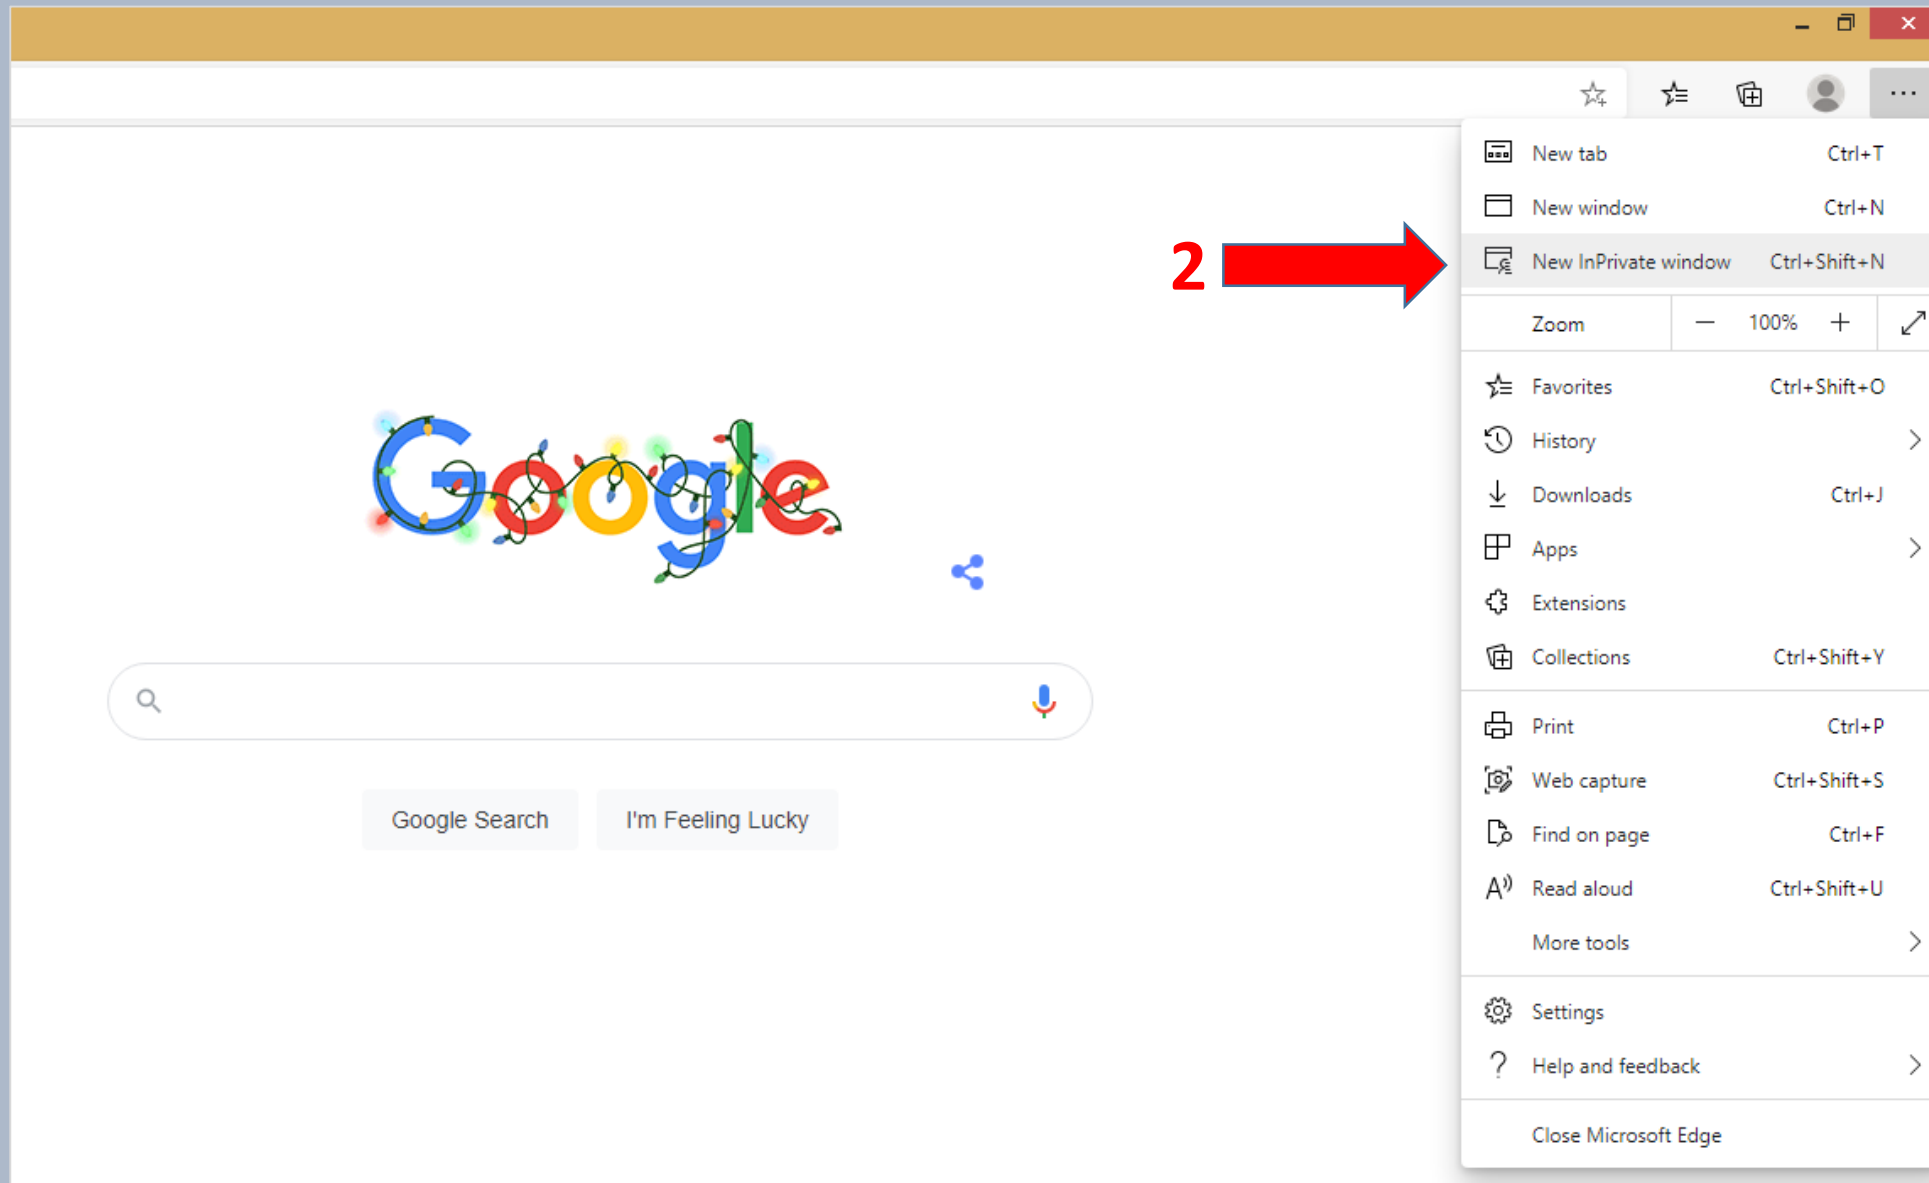 New tab Ctrl+T
New window Ctrl+N
2
New InPrivate window Ctrl+Shift+N
Zoom — 100% +
Favorites Ctrl+Shift+O
History
Downloads Ctrl+J
Apps
Extensions
Collections Ctrl+Shift+Y
Print Ctrl+P
Web capture Ctrl+Shift+S
Find on page Ctrl+F
Read aloud Ctrl+Shift+U
More tools
Settings
Help and feedback
Close Microsoft Edge
Google
Google Search I'm Feeling Lucky